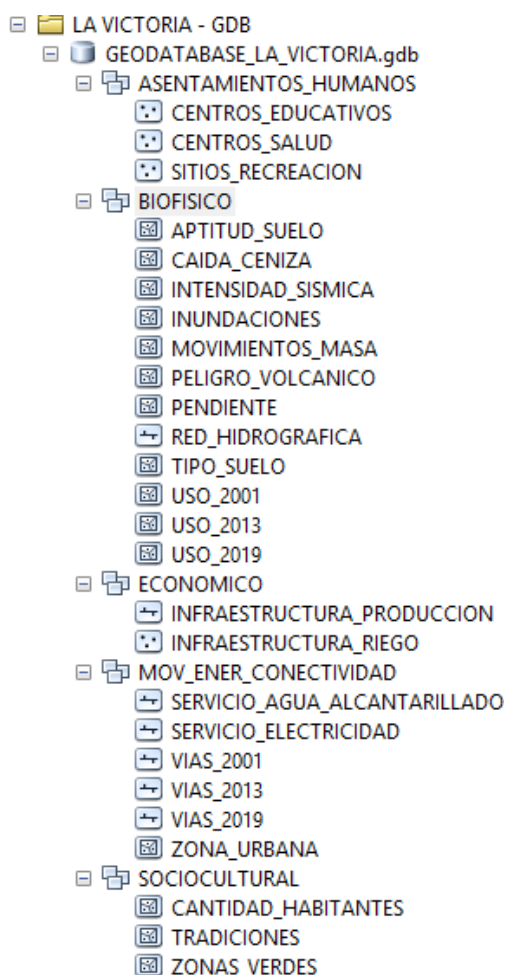 LA VICTORIA - GDB
GEODATABASE_LA_VICTORIA.gdb
ASENTAMIENTOS_HUMANOS
CENTROS_EDUCATIVOS
CENTROS_SALUD
SITIOS_RECREACION
BIOFISICO
APTITUD_SUELO
CAIDA_CENIZA
INTENSIDAD_SISMICA
INUNDACIONES
MOVIMIENTOS_MASA
PELIGRO_VOLCANICO
PENDIENTE
RED_HIDROGRAFICA
TIPO_SUELO
USO_2001
USO_2013
USO_2019
ECONOMICO
INFRAESTRUCTURA_PRODUCCION
INFRAESTRUCTURA_RIEGO
MOV_ENER_CONECTIVIDAD
SERVICIO_AGUA_ALCANTARILLADO
SERVICIO_ELECTRICIDAD
VIAS_2001
VIAS_2013
VIAS_2019
ZONA_URBANA
SOCIOCULTURAL
CANTIDAD_HABITANTES
TRADICIONES
ZONAS_VERDES